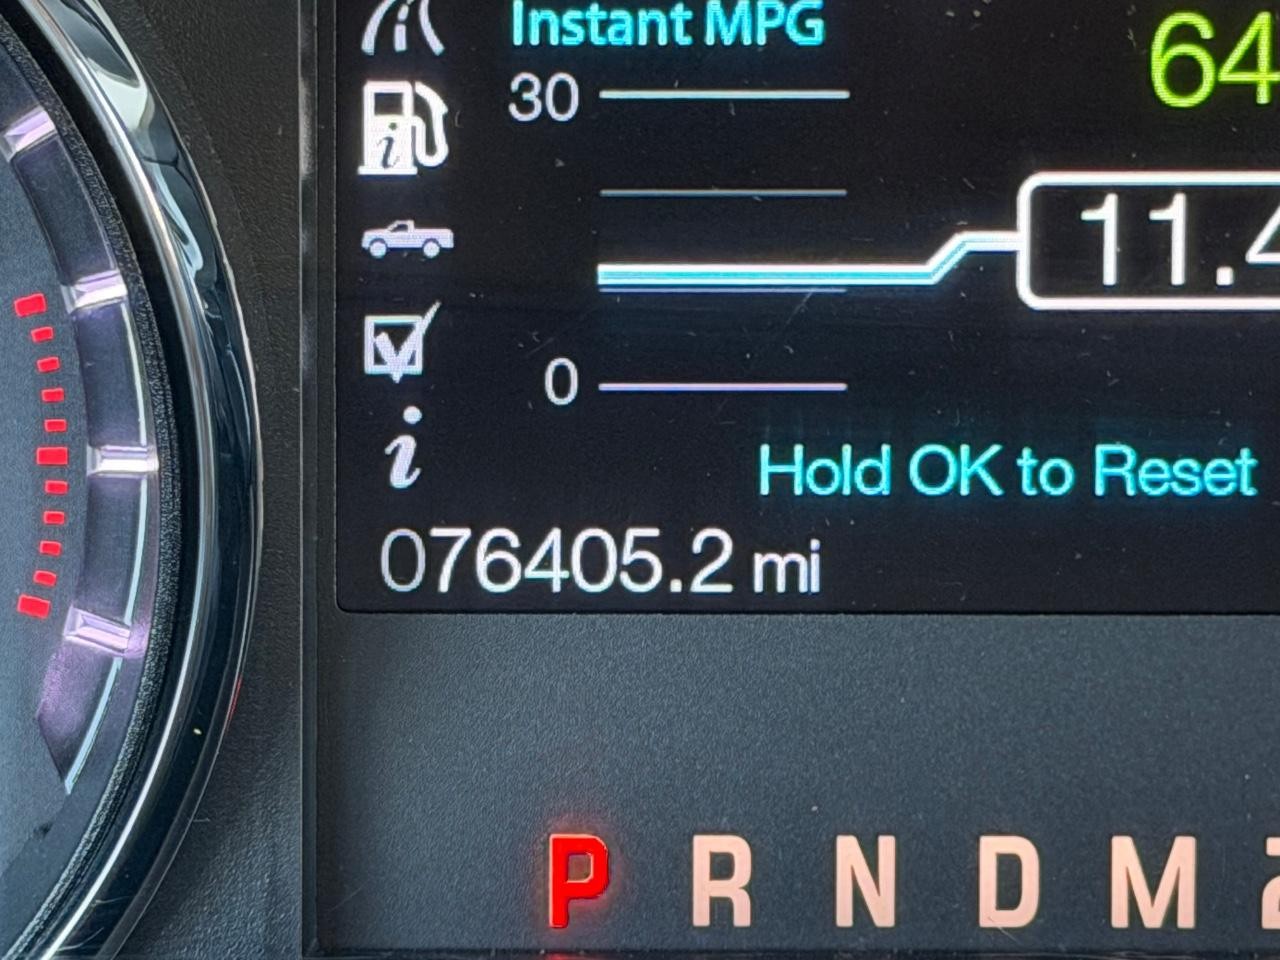 Instant MPG
30
64
11.4
0
Hold OK to Reset
076405.2 mi
P R N D M